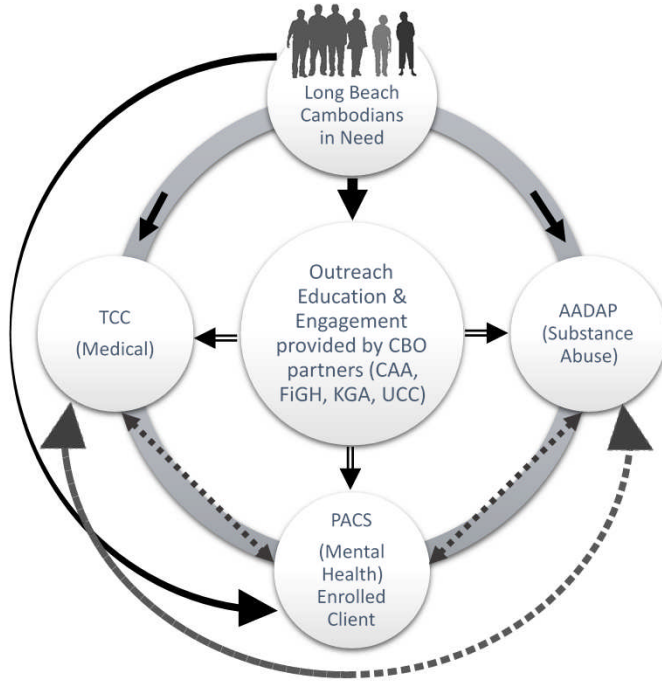 Long Beach
Cambodians
in Need
Outreach
Education &
Engagement
provided by CBO
partners (CAA,
FiGH, KGA, UCC)
TCC
(Medical)
AADAP
(Substance
Abuse)
PACS
(Mental
Health)
Enrolled
Client